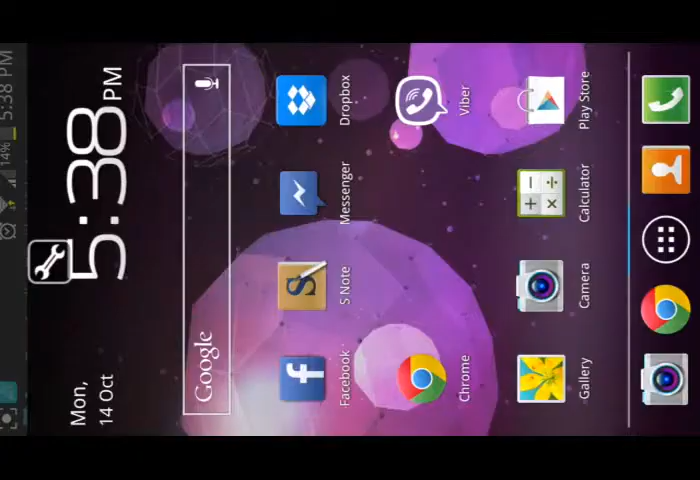 14% 5:38 PM
5:38 PM
Mon,
14 Oct
Google
Facebook
S Note
Messenger
Dropbox
Chrome
Viber
Gallery
Camera
Calculator
Play Store